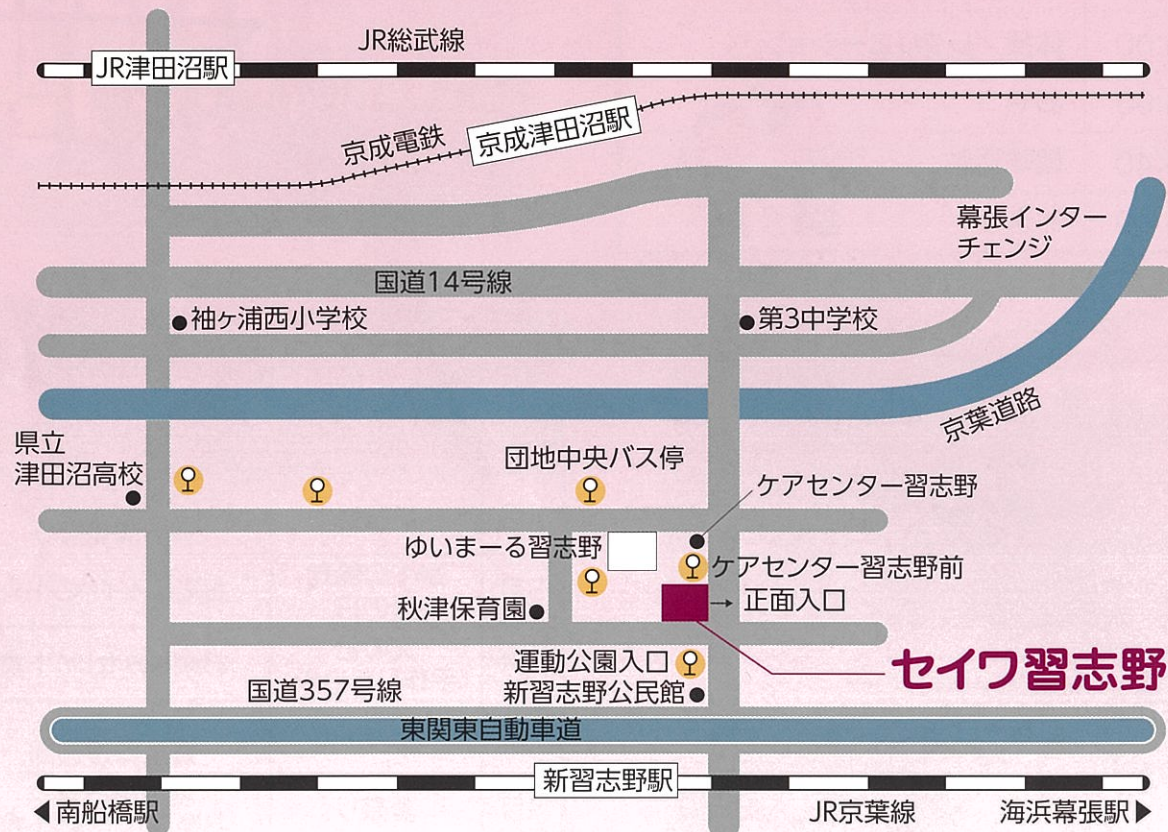 JR総武線
JR津田沼駅
京成電鉄
京成津田沼駅
幕張インター
チェンジ
国道14号線
袖ヶ浦西小学校
第3中学校
京葉道路
県立
津田沼高校
団地中央バス停
ケアセンター習志野
ゆいまーる習志野
ケアセンター習志野前
秋津保育園
正面入口
運動公園入口
セイワ習志野
国道357号線
新習志野公民館
東関東自動車道
新習志野駅
◀南船橋駅
JR京葉線
海浜幕張駅▶